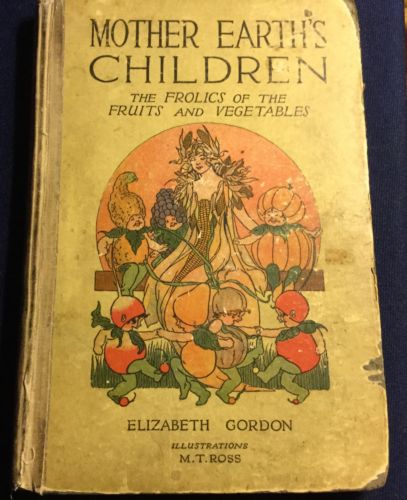 MOTHER EARTH'S
CHILDREN
THE FROLICS OF THE
FRUITS AND VEGETABLES
ELIZABETH GORDON
ILLUSTRATIONS
M.T. ROSS